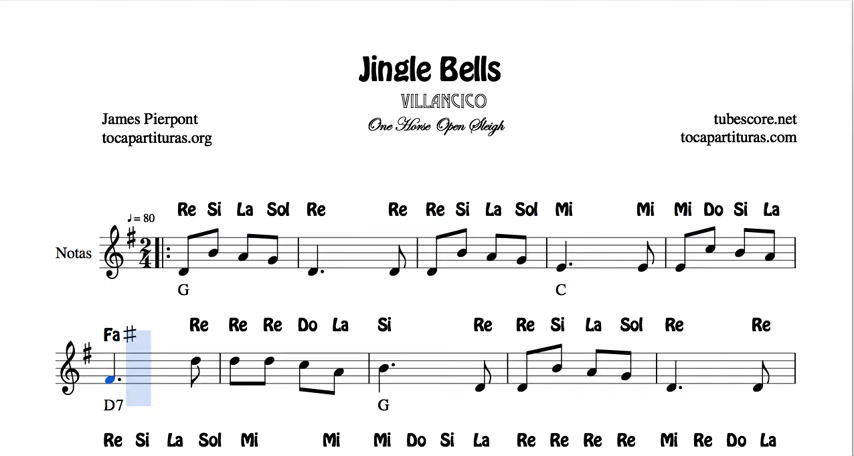 Jingle Bells
VILLANCICO
James Pierpont
One Horse Open Sleigh
tubescore.net
tocapartituras.org
tocapartituras.com
Re Si La Sol Re Re Re Si La Sol Mi Mi Mi Do Si La
♩= 80
2
4
Notas
G C
Fa# Re Re Re Do La Si Re Re Si La Sol Re Re
D7 G
Re Si La Sol Mi Mi Mi Do Si La Re Re Re Re Mi Re Do La